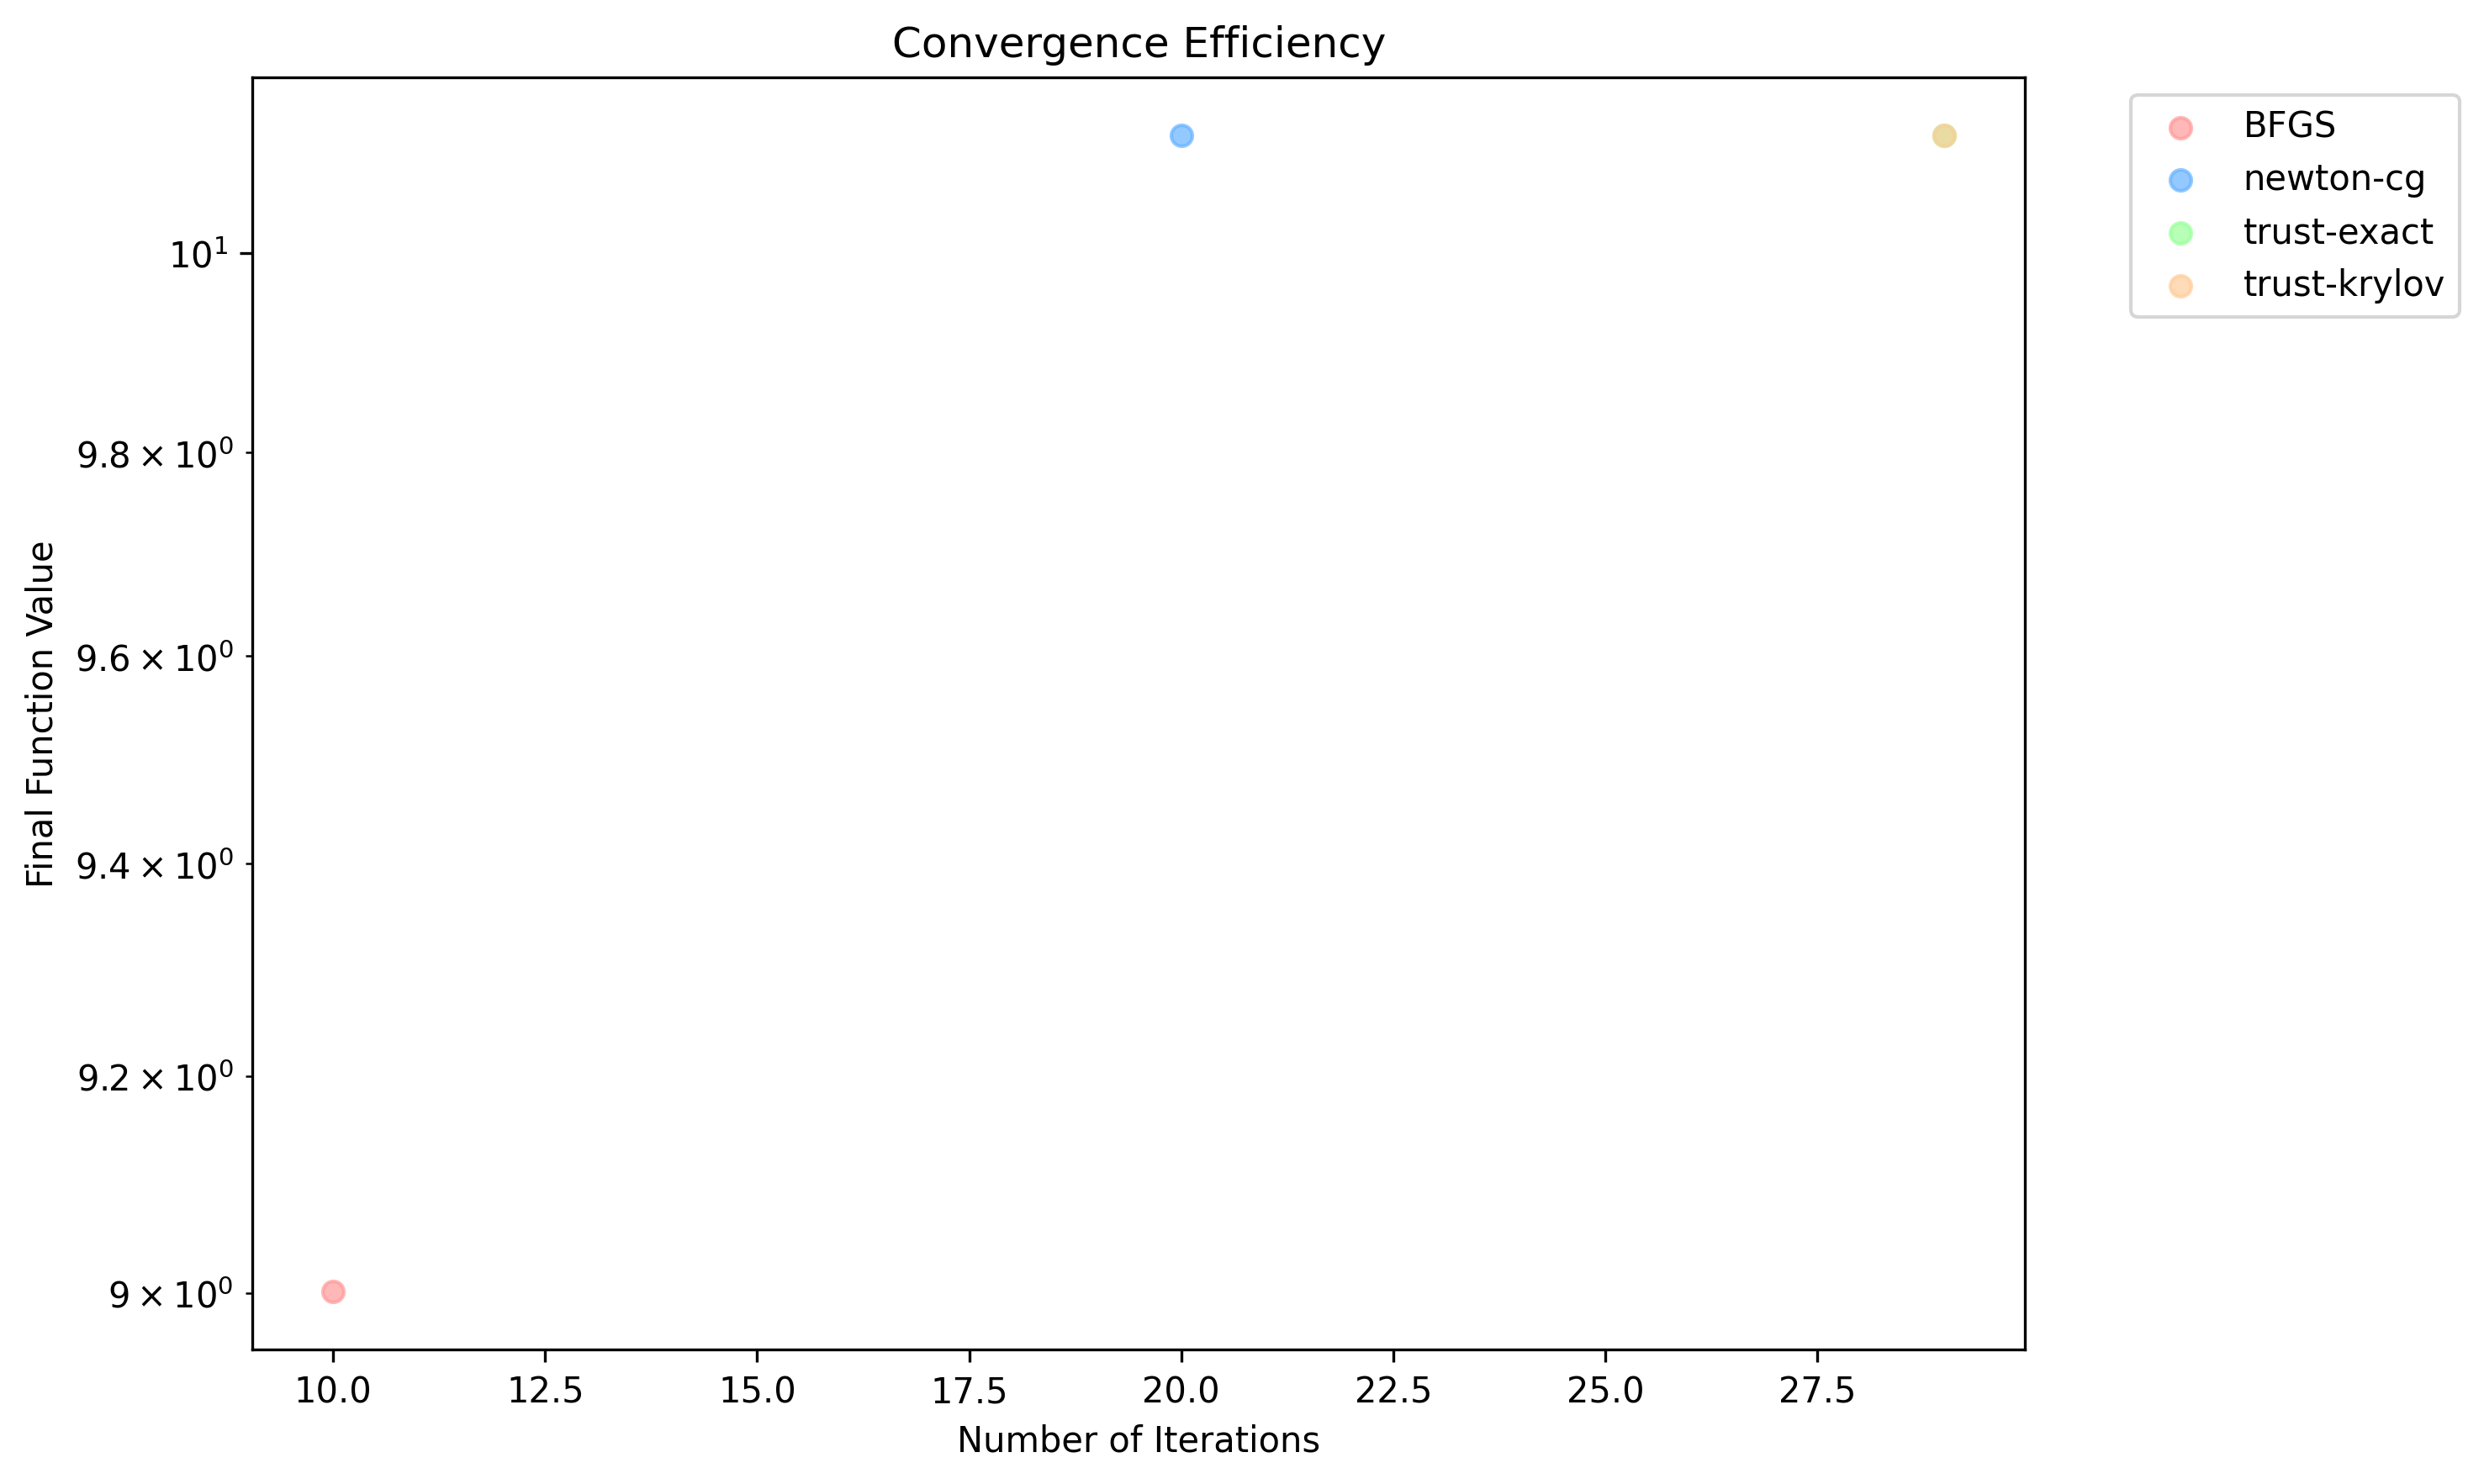 Convergence Efficiency
BFGS
newton-cg
trust-exact
trust-krylov
10¹
9.8 × 10⁰
9.6 × 10⁰
9.4 × 10⁰
9.2 × 10⁰
9 × 10⁰
Final Function Value
10.0 12.5 15.0 17.5 20.0 22.5 25.0 27.5
Number of Iterations